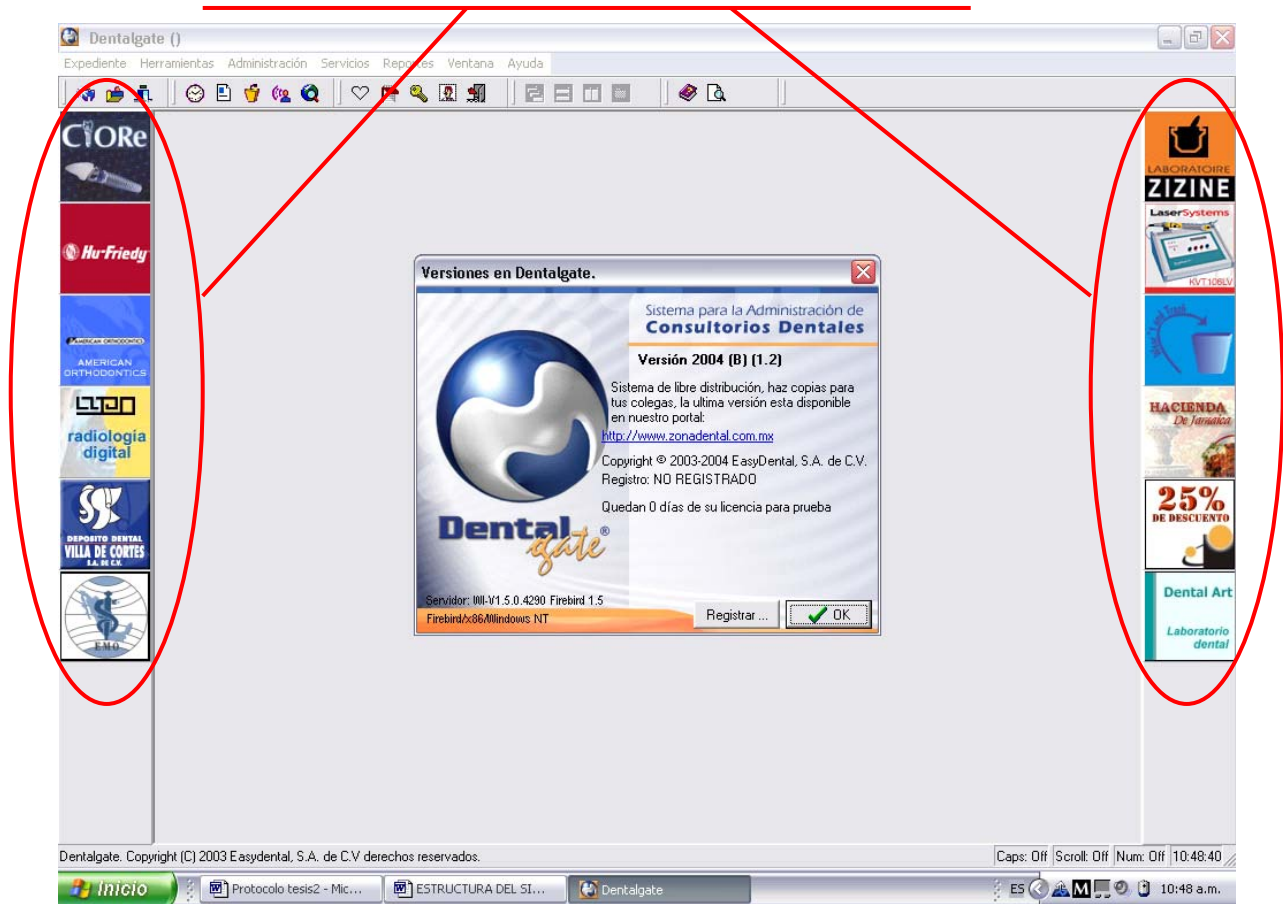 Dentalgate ()
Expediente Herramientas Administración Servicios Reportes Ventana Ayuda
CIORe
Hu-Friedy
AMERICAN ORTHODONTICS
AMERICAN
ORTHODONTICS
radiología
digital
DEPOSITO DENTAL
VILLA DE CORTES
S.A. DE C.V.
EMO
Versiones en Dentalgate.
Sistema para la Administración de
Consultorios Dentales
Versión 2004 (B) (1.2)
Sistema de libre distribución, haz copias para
tus colegas, la ultima versión esta disponible
en nuestro portal:
http://www.zonadental.com.mx
Copyright © 2003-2004 EasyDental, S.A. de C.V.
Registro: NO REGISTRADO
Quedan 0 días de su licencia para prueba
Dental
gate®
Servidor: WI-V1.5.0.4290 Firebird 1.5
Firebird/x86/Windows NT
Registrar ...
OK
LABORATOIRE
ZIZINE
LaserSystems
KVT106LV
HACIENDA
De Jamaica
25%
DE DESCUENTO
Dental Art
Laboratorio
dental
Dentalgate. Copyright (C) 2003 Easydental, S.A. de C.V derechos reservados.
Caps: Off Scroll: Off Num: Off 10:48:40
Inicio Protocolo tesis2 - Mic... ESTRUCTURA DEL SI... Dentalgate ES M 10:48 a.m.